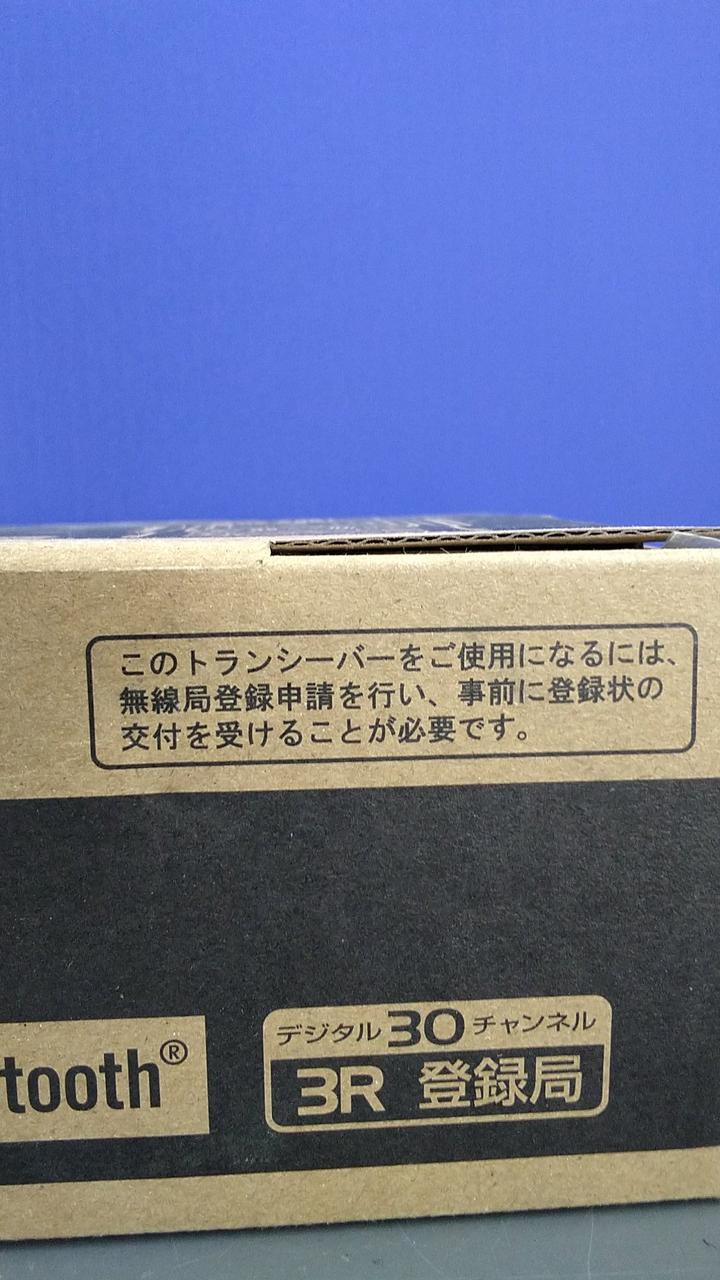 このトランシーバーをご使用になるには、
無線局登録申請を行い、事前に登録状の
交付を受けることが必要です。
tooth®
デジタル30チャンネル
3R 登録局